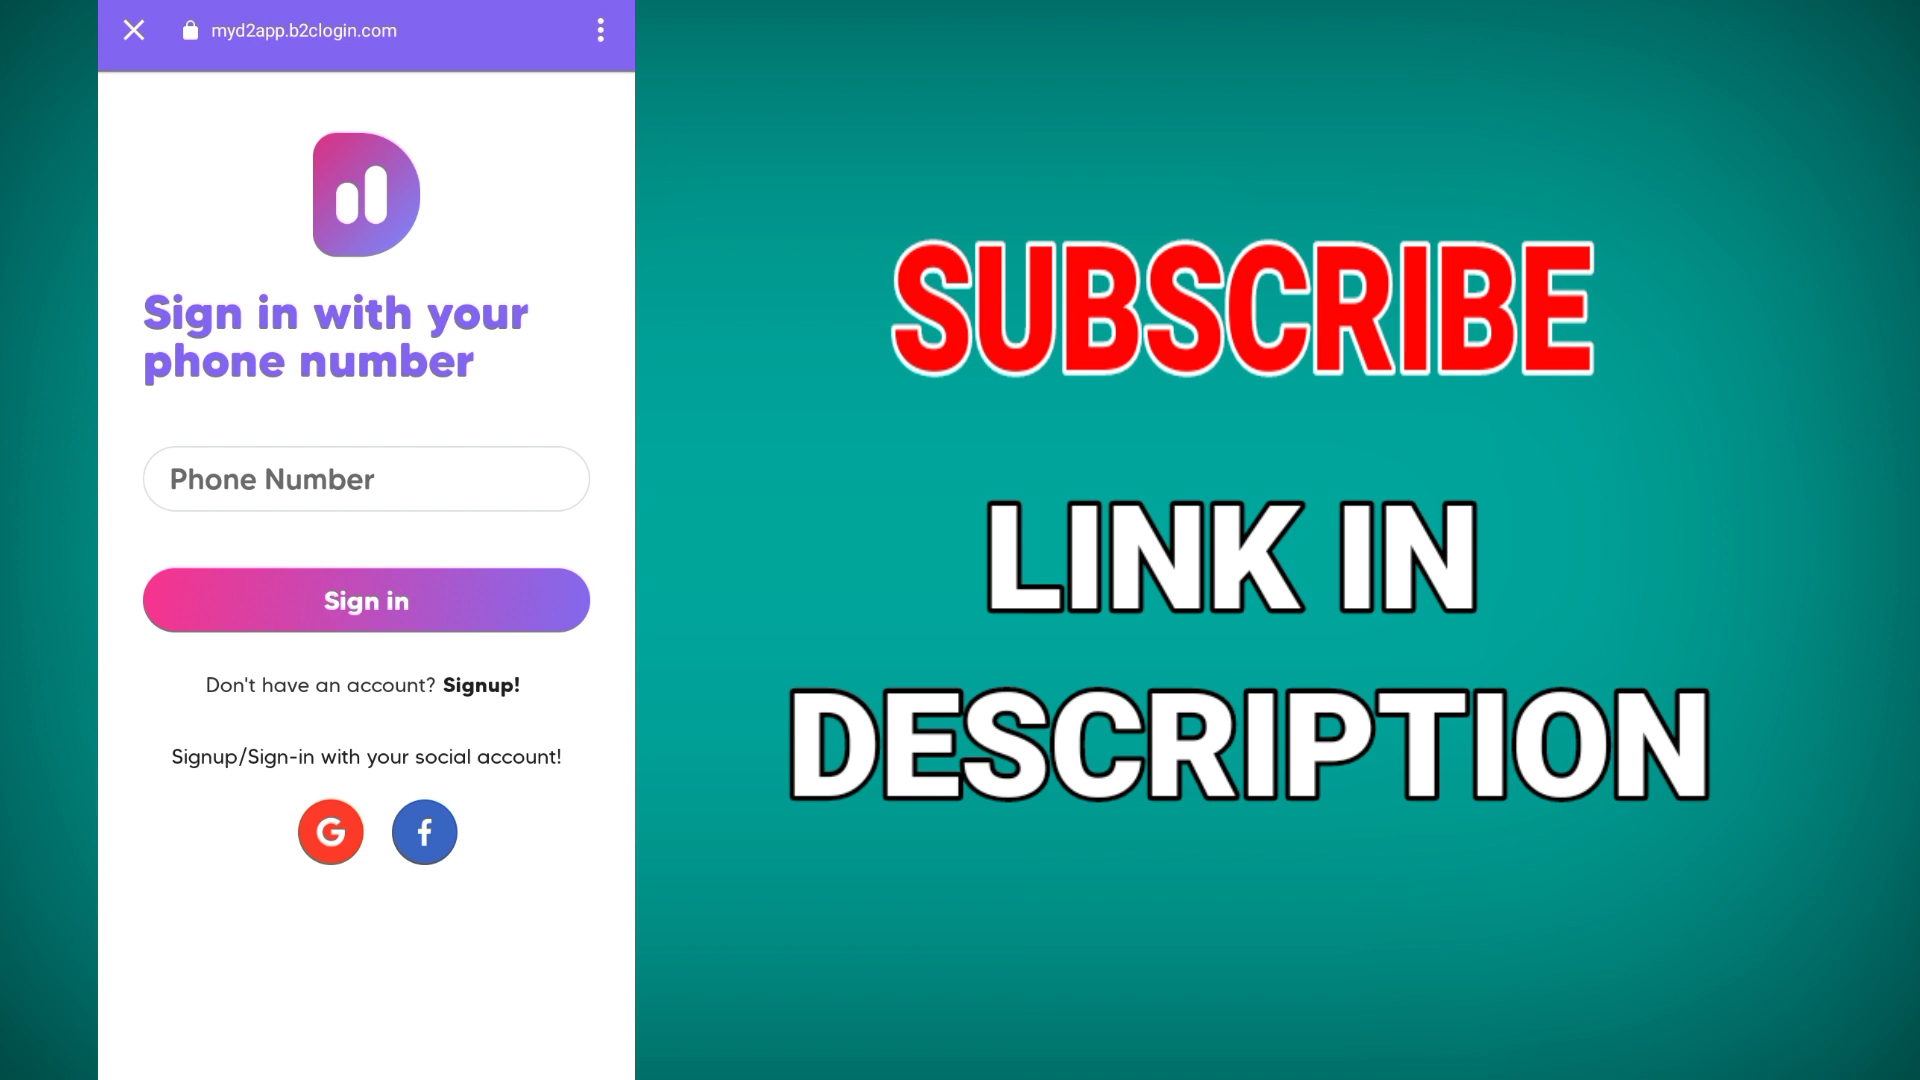 myd2app.b2clogin.com
Sign in with your
phone number
Phone Number
Sign in
Don't have an account? Signup!
Signup/Sign-in with your social account!
G f
SUBSCRIBE
LINK IN
DESCRIPTION